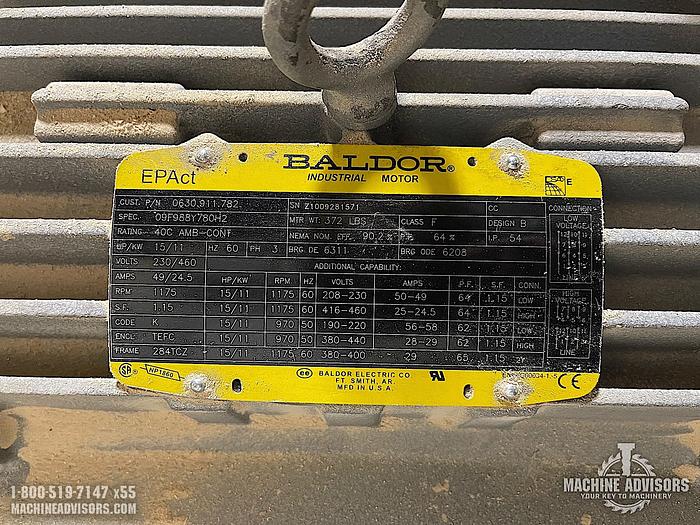 BALDOR®
EPAct
INDUSTRIAL MOTOR
CUST. P/N 0630.911.782 SN Z1009281571 CC CONNECTION
SPEC. 09F988Y780H2 MTR WT. 372 LBS CLASS F DESIGN B LOW VOLTAGE
RATING 40C AMB-CONT NEMA NOM. EFF. 90.2 % P.F. 64 % I.P. 54
HP/KW 15/11 HZ 60 PH 3 BRG DE 6311 BRG ODE 6208
VOLTS 230/460 ADDITIONAL CAPABILITY: LINE
AMPS 49/24.5 HP/KW RPM HZ VOLTS AMPS P.F. S.F. CONN.
RPM 1175 15/11 1175 60 208-230 50-49 64 1.15 LOW HIGH VOLTAGE
S.F. 1.15 15/11 1175 60 416-460 25-24.5 64 1.15 HIGH
CODE K 15/11 970 50 190-220 56-58 62 1.15 LOW
ENCL. TEFC 15/11 970 50 380-440 28-29 62 1.15 HIGH
FRAME 284TCZ 15/11 1175 60 380-400 29 65 1.15 2Y LINE
HP1860 BALDOR ELECTRIC CO.
FT. SMITH, AR.
MFD IN U.S.A.
CE
1-800-519-7147 x55
MACHINEADVISORS.COM
MACHINE ADVISORS
YOUR KEY TO MACHINERY